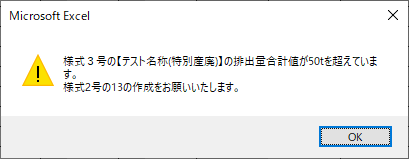 Microsoft Excel
様式３号の【テスト名称(特別産廃)】の排出量合計値が50tを超えていま
す。
様式2号の13の作成をお願いいたします。
OK